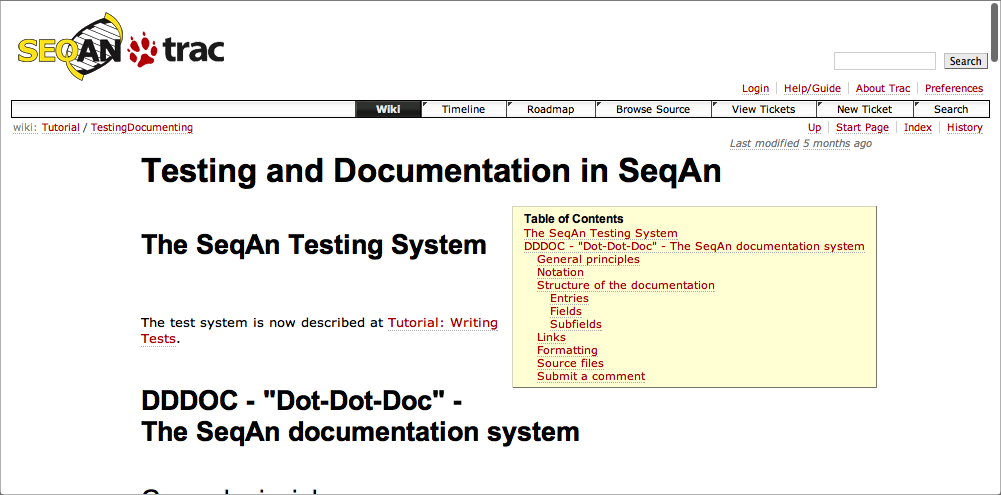 SEQAN trac
Search
Login Help/Guide About Trac Preferences
Wiki Timeline Roadmap Browse Source View Tickets New Ticket Search
wiki: Tutorial / TestingDocumenting Up Start Page Index History
Last modified 5 months ago
Testing and Documentation in SeqAn
Table of Contents
The SeqAn Testing System
DDDOC - "Dot-Dot-Doc" - The SeqAn documentation system
General principles
Notation
Structure of the documentation
Entries
Fields
Subfields
Links
Formatting
Source files
Submit a comment
The SeqAn Testing System
The test system is now described at Tutorial: Writing
Tests.
DDDOC - "Dot-Dot-Doc" -
The SeqAn documentation system